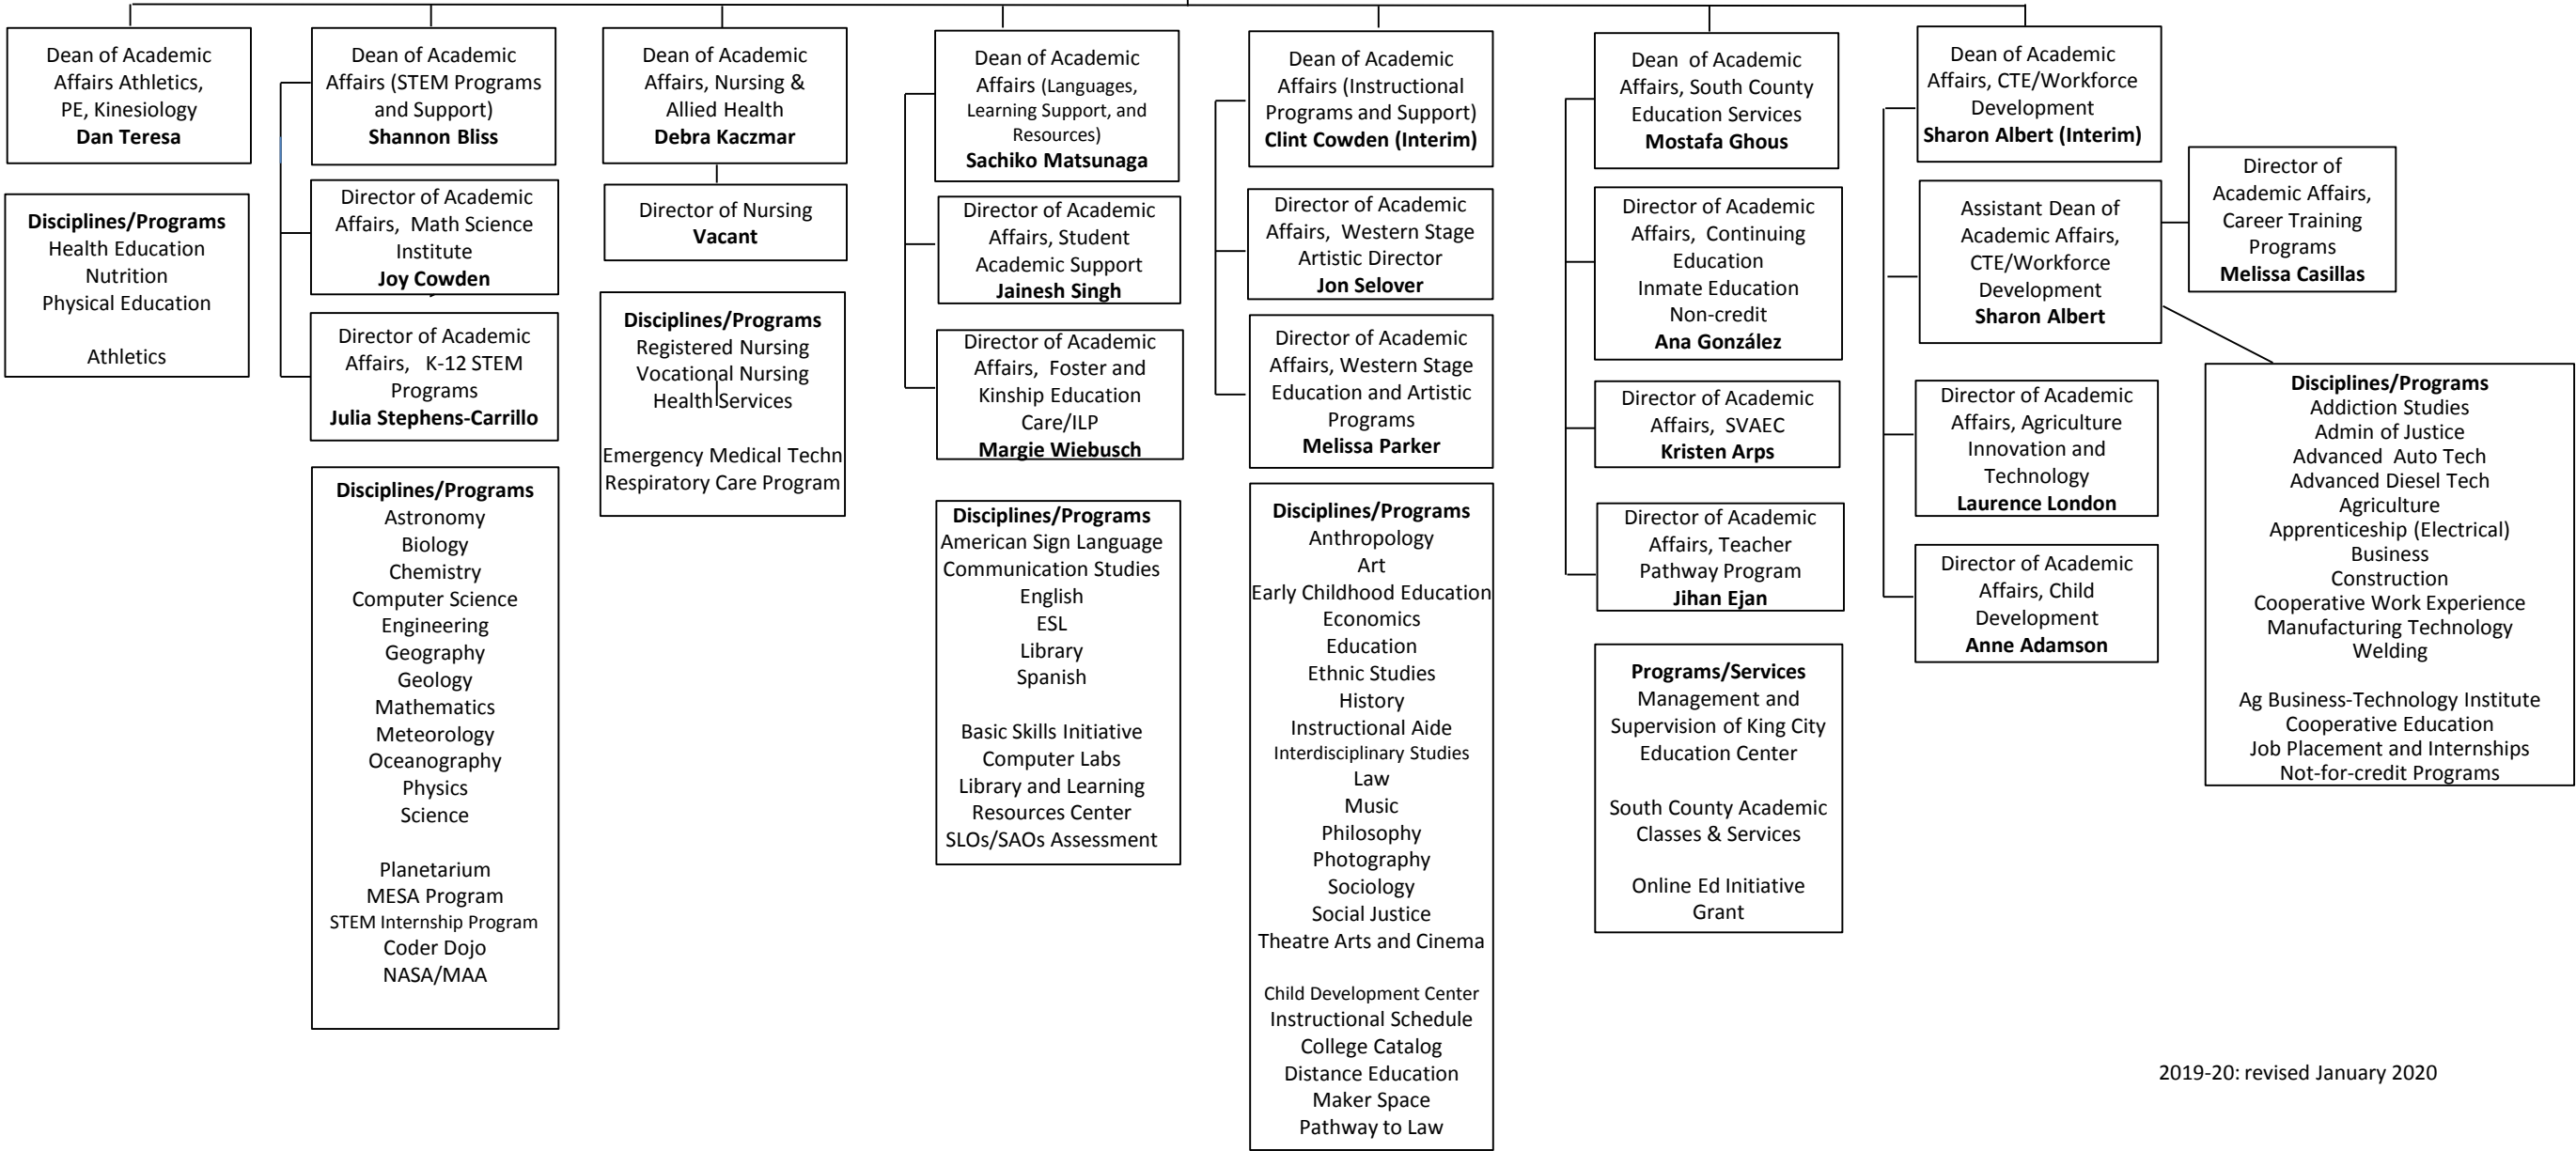 Dean of Academic
Affairs Athletics,
PE, Kinesiology
Dan Teresa
Disciplines/Programs
Health Education
Nutrition
Physical Education
Athletics
Dean of Academic
Affairs (STEM Programs
and Support)
Shannon Bliss
Director of Academic
Affairs, Math Science
Institute
Joy Cowden
Director of Academic
Affairs, K-12 STEM
Programs
Julia Stephens-Carrillo
Disciplines/Programs
Astronomy
Biology
Chemistry
Computer Science
Engineering
Geography
Geology
Mathematics
Meteorology
Oceanography
Physics
Science
Planetarium
MESA Program
STEM Internship Program
Coder Dojo
NASA/MAA
Dean of Academic
Affairs, Nursing &
Allied Health
Debra Kaczmar
Director of Nursing
Vacant
Disciplines/Programs
Registered Nursing
Vocational Nursing
Health Services
Emergency Medical Techn
Respiratory Care Program
Dean of Academic
Affairs (Languages,
Learning Support, and
Resources)
Sachiko Matsunaga
Director of Academic
Affairs, Student
Academic Support
Jainesh Singh
Director of Academic
Affairs, Foster and
Kinship Education
Care/ILP
Margie Wiebusch
Disciplines/Programs
American Sign Language
Communication Studies
English
ESL
Library
Spanish
Basic Skills Initiative
Computer Labs
Library and Learning
Resources Center
SLOs/SAOs Assessment
Dean of Academic
Affairs (Instructional
Programs and Support)
Clint Cowden (Interim)
Director of Academic
Affairs, Western Stage
Artistic Director
Jon Selover
Director of Academic
Affairs, Western Stage
Education and Artistic
Programs
Melissa Parker
Disciplines/Programs
Anthropology
Art
Early Childhood Education
Economics
Education
Ethnic Studies
History
Instructional Aide
Interdisciplinary Studies
Law
Music
Philosophy
Photography
Sociology
Social Justice
Theatre Arts and Cinema
Child Development Center
Instructional Schedule
College Catalog
Distance Education
Maker Space
Pathway to Law
Dean of Academic
Affairs, South County
Education Services
Mostafa Ghous
Director of Academic
Affairs, Continuing
Education
Inmate Education
Non-credit
Ana González
Director of Academic
Affairs, SVAEC
Kristen Arps
Director of Academic
Affairs, Teacher
Pathway Program
Jihan Ejan
Programs/Services
Management and
Supervision of King City
Education Center
South County Academic
Classes & Services
Online Ed Initiative
Grant
Dean of Academic
Affairs, CTE/Workforce
Development
Sharon Albert (Interim)
Assistant Dean of
Academic Affairs,
CTE/Workforce
Development
Sharon Albert
Director of Academic
Affairs, Agriculture
Innovation and
Technology
Laurence London
Director of Academic
Affairs, Child
Development
Anne Adamson
Director of
Academic Affairs,
Career Training
Programs
Melissa Casillas
Disciplines/Programs
Addiction Studies
Admin of Justice
Advanced Auto Tech
Advanced Diesel Tech
Agriculture
Apprenticeship (Electrical)
Business
Construction
Cooperative Work Experience
Manufacturing Technology
Welding
Ag Business-Technology Institute
Cooperative Education
Job Placement and Internships
Not-for-credit Programs
2019-20: revised January 2020